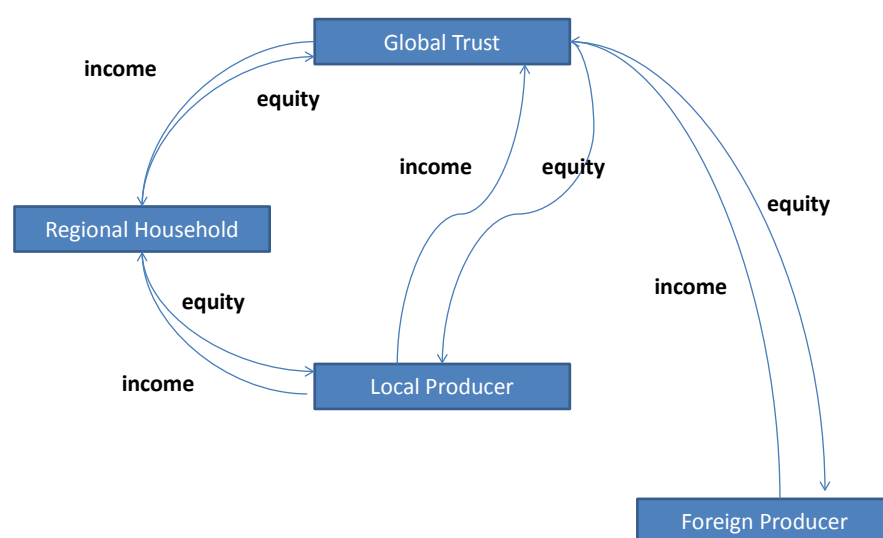 Global Trust
income
equity
income
equity
equity
Regional Household
income
equity
income
Local Producer
Foreign Producer